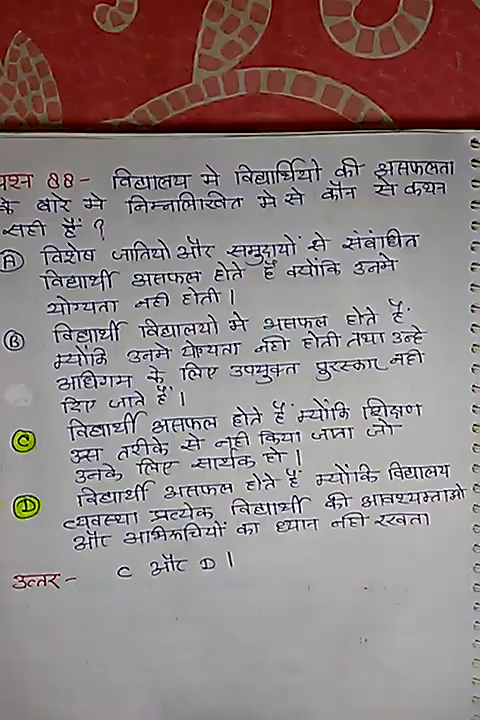 प्रश्न 88 - विद्यालय मे विद्यार्थियो की असफलता
के बारे मे निम्नलिखित मे से कौन से कथन
सही हैं ?
A विशेष जातियो और समुदायों से संबंधित
विद्यार्थी असफल होते हैं क्योंकि उनमे
योग्यता नही होती ।
B विद्यार्थी विद्यालयो मे असफल होते हैं
क्योंकि उनमे योग्यता नही होती तथा उन्हे
अधिगम के लिए उपयुक्त पुरस्कार नही
दिए जाते हैं ।
C विद्यार्थी असफल होते हैं क्योंकि शिक्षण
उस तरीके से नही किया जाता जो
उनके लिए सार्थक हो ।
D विद्यार्थी असफल होते हैं क्योंकि विद्यालय
व्यवस्था प्रत्येक विद्यार्थी की आवश्यकताओ
और अभिरूचियों का ध्यान नही रखता
उत्तर - C और D ।